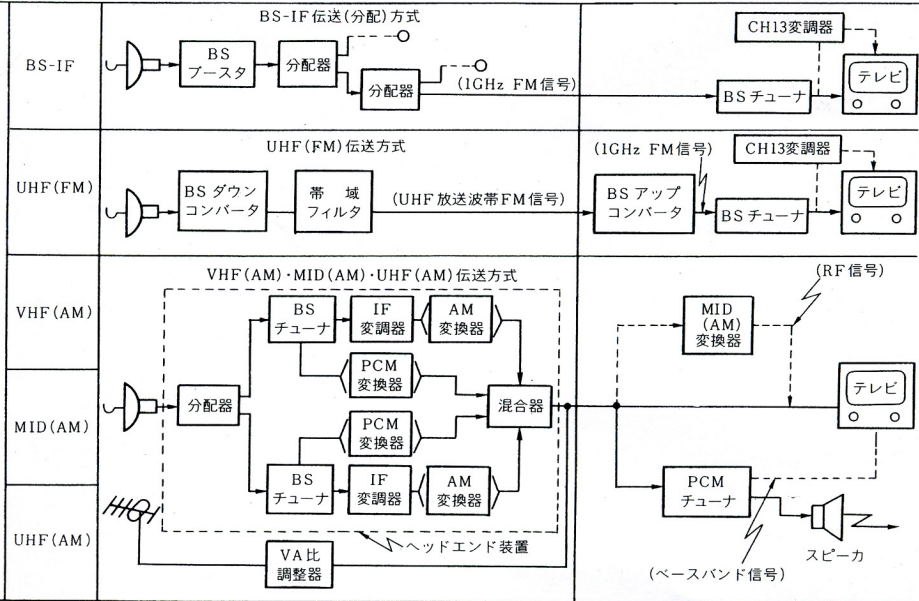 BS-IF
BS-IF伝送(分配)方式
BS
ブースタ
分配器
分配器
(1GHz FM信号)
CH13変調器
BSチューナ
テレビ
UHF(FM)
UHF(FM)伝送方式
BSダウン
コンバータ
帯域
フィルタ
(UHF放送波帯FM信号)
(1GHz FM信号)
BSアップ
コンバータ
CH13変調器
BSチューナ
テレビ
VHF(AM)
MID(AM)
UHF(AM)
VHF(AM)・MID(AM)・UHF(AM)伝送方式
分配器
BS
チューナ
IF
変調器
AM
変換器
PCM
変換器
PCM
変換器
混合器
BS
チューナ
IF
変調器
AM
変換器
ヘッドエンド装置
VA比
調整器
(RF信号)
MID
(AM)
変換器
テレビ
PCM
チューナ
スピーカ
(ベースバンド信号)